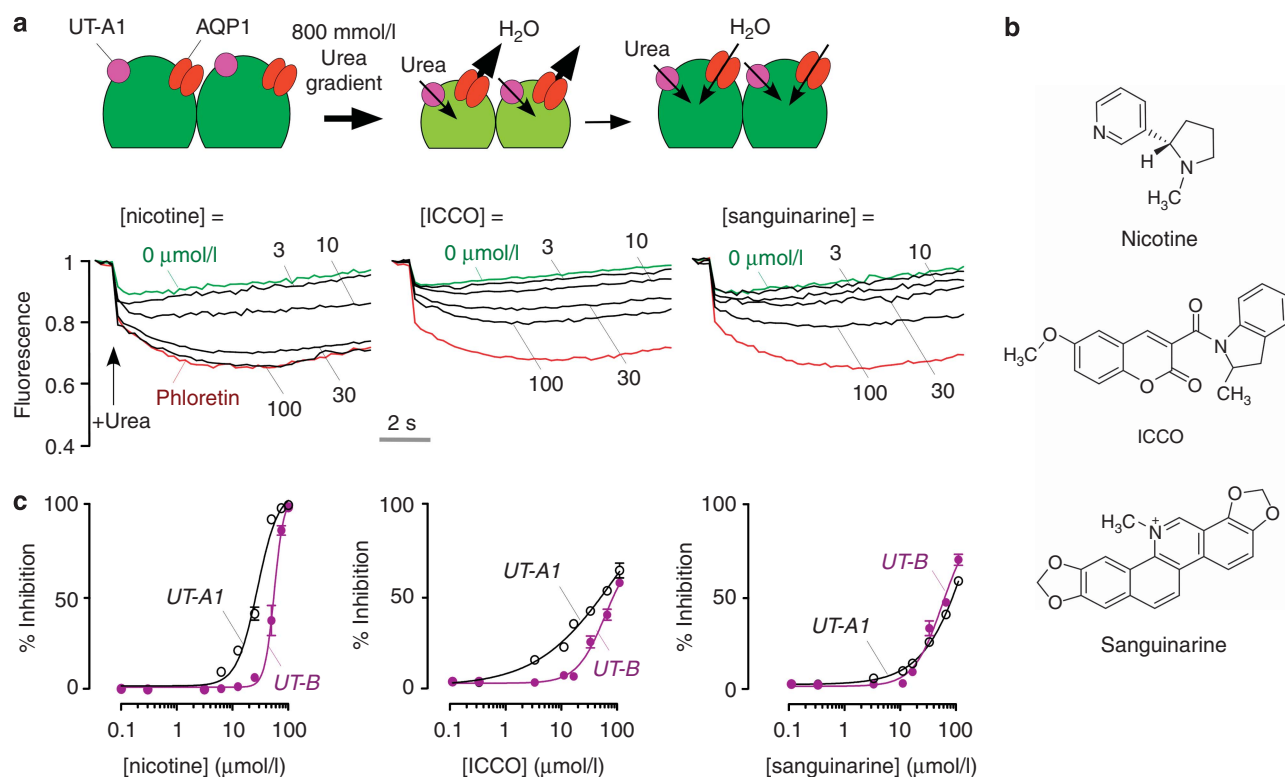 a
UT-A1
AQP1
800 mmol/l
Urea
gradient
Urea
H2O
Urea
H2O
[nicotine] =
[ICCO] =
[sanguinarine] =
0 μmol/l
3
10
0 μmol/l
3
10
0 μmol/l
3
10
Fluorescence
1
0.8
0.6
0.4
+Urea
Phloretin
100
30
100
30
100
30
2 s
b
N
H
N
H3C
Nicotine
O
O
N
H3C
O
O
CH3
ICCO
H3C
N+
O
O
O
O
Sanguinarine
c
% Inhibition
100
50
0
UT-A1
UT-B
0.1
1
10
100
[nicotine] (μmol/l)
% Inhibition
100
50
0
UT-A1
UT-B
0.1
1
10
100
[ICCO] (μmol/l)
% Inhibition
100
50
0
UT-B
UT-A1
0.1
1
10
100
[sanguinarine] (μmol/l)